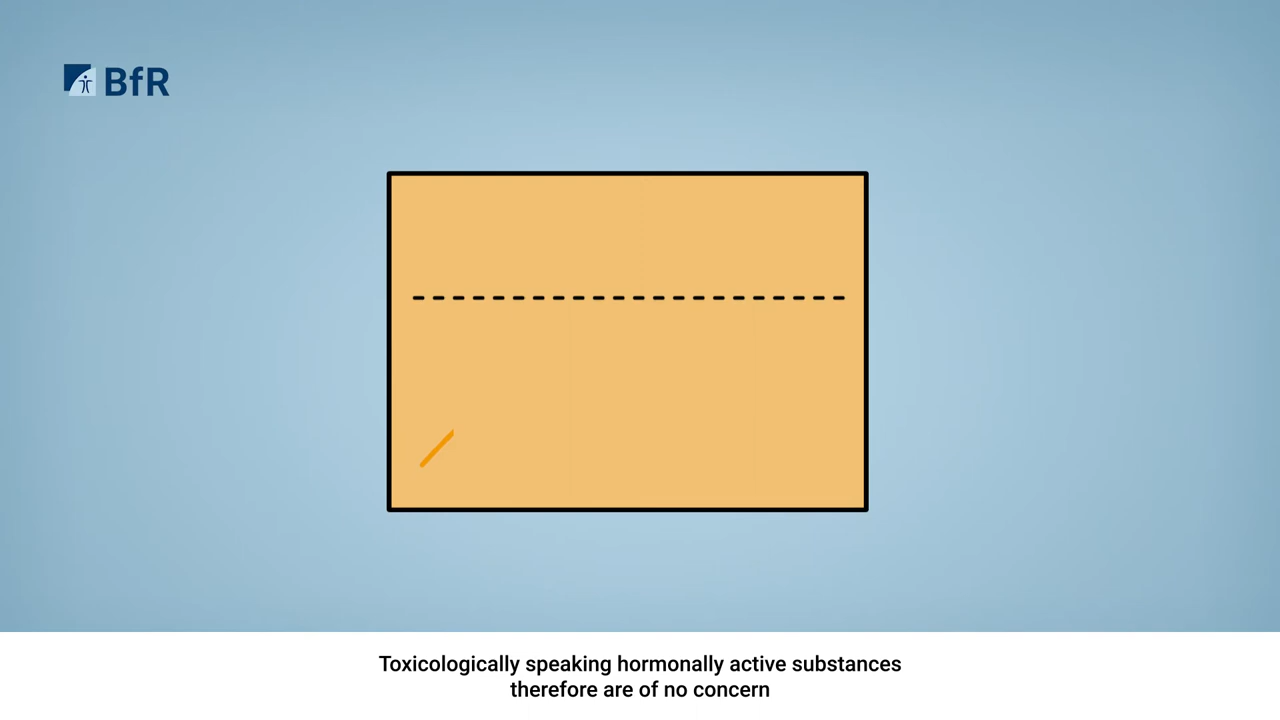 BfR
Toxicologically speaking hormonally active substances
therefore are of no concern